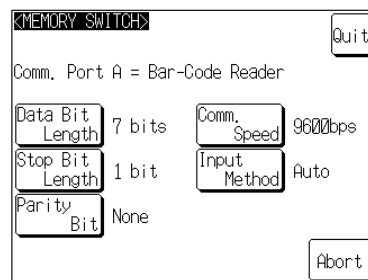 <MEMORY SWITCH>
Quit
Comm. Port A = Bar-Code Reader
Data Bit Length 7 bits
Comm. Speed 9600bps
Stop Bit Length 1 bit
Input Method Auto
Parity Bit None
Abort